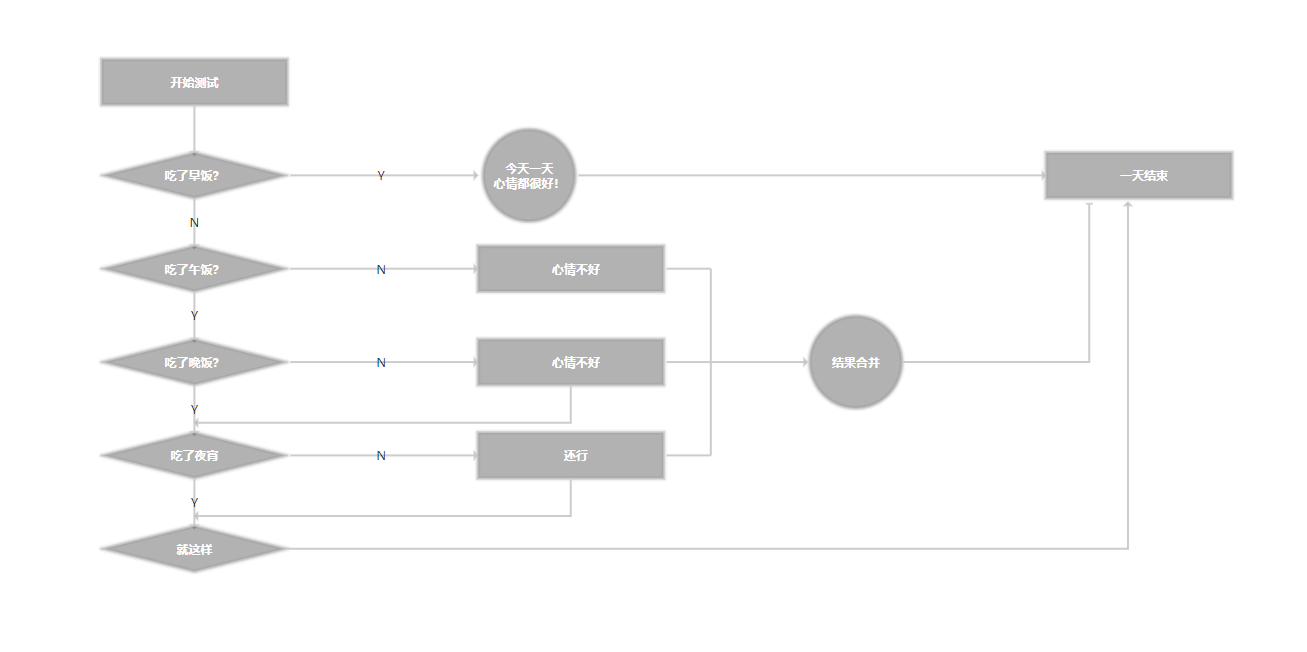 开始测试
吃了早饭?
Y
今天一天
心情都很好!
一天结束
N
吃了午饭?
N
心情不好
Y
吃了晚饭?
N
心情不好
结果合并
Y
吃了夜宵
N
还行
Y
就这样